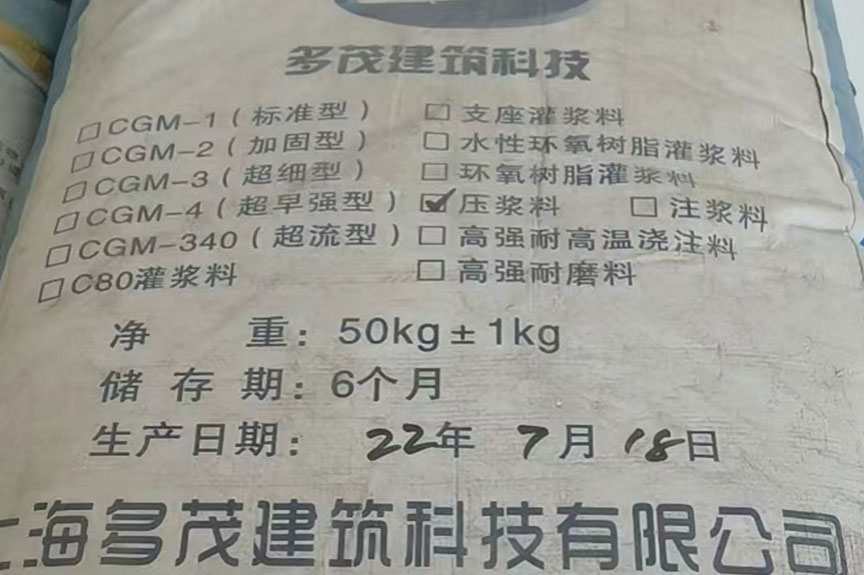 多茂建筑科技
□CGM-1(标准型) □支座灌浆料
□CGM-2(加固型) □水性环氧树脂灌浆料
□CGM-3(超细型) □环氧树脂灌浆料
□CGM-4(超早强型) ☑压浆料 □注浆料
□CGM-340(超流型) □高强耐高温浇注料
□C80灌浆料 □高强耐磨料
净 重: 50kg±1kg
储存期: 6个月
生产日期: 22年 7月 18日
上海多茂建筑科技有限公司